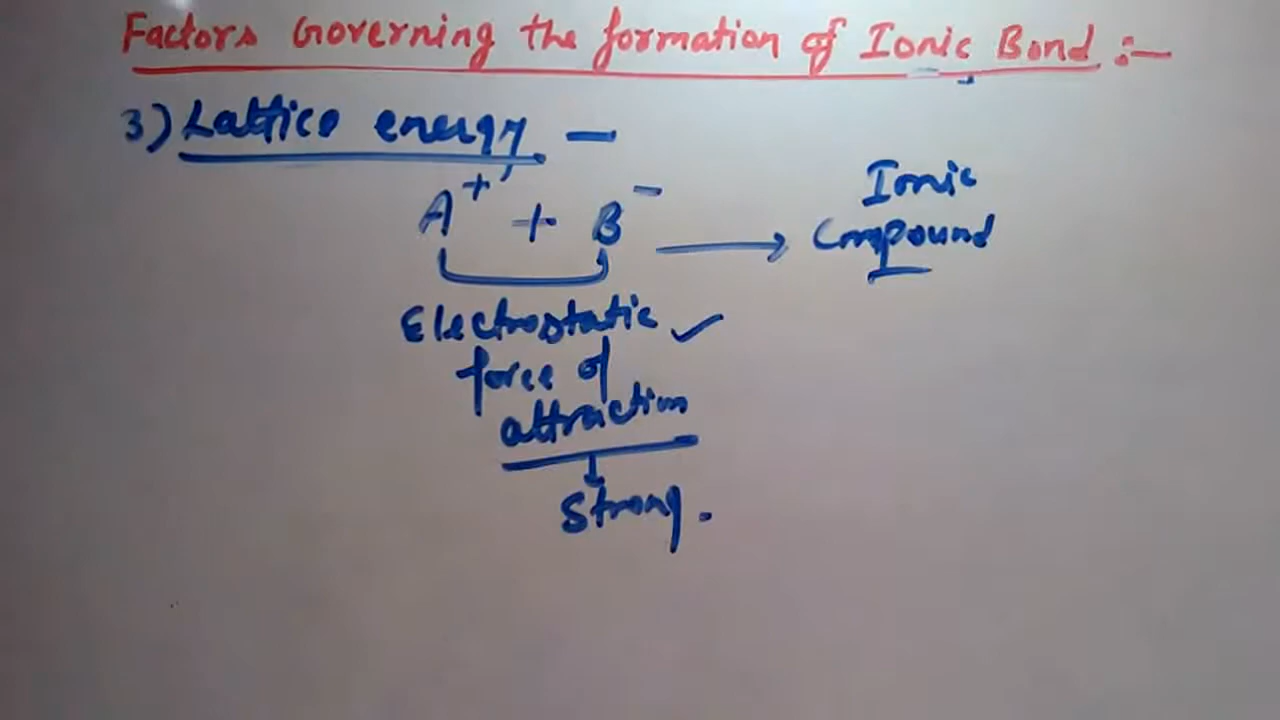 Factors Governing the formation of Ionic Bond :-
3) Lattice energy -
A⁺ + B⁻ → Ionic Compound
Electrostatic ✓
force of
attraction
↓
Strong.